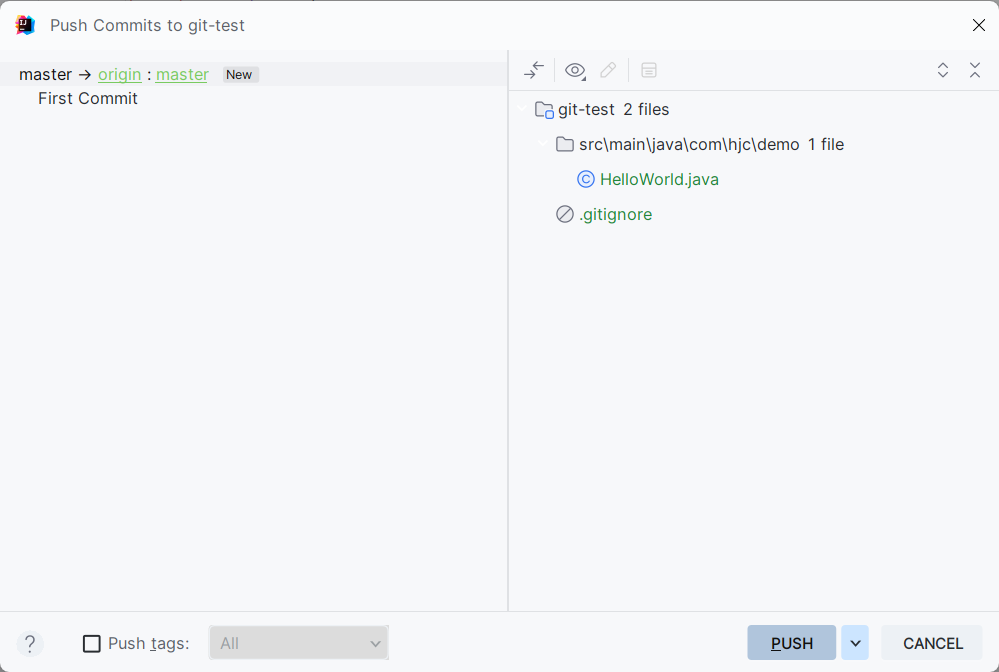 Push Commits to git-test
master → origin : master New
First Commit
git-test 2 files
src\main\java\com\hjc\demo 1 file
HelloWorld.java
.gitignore
? Push tags: All PUSH CANCEL